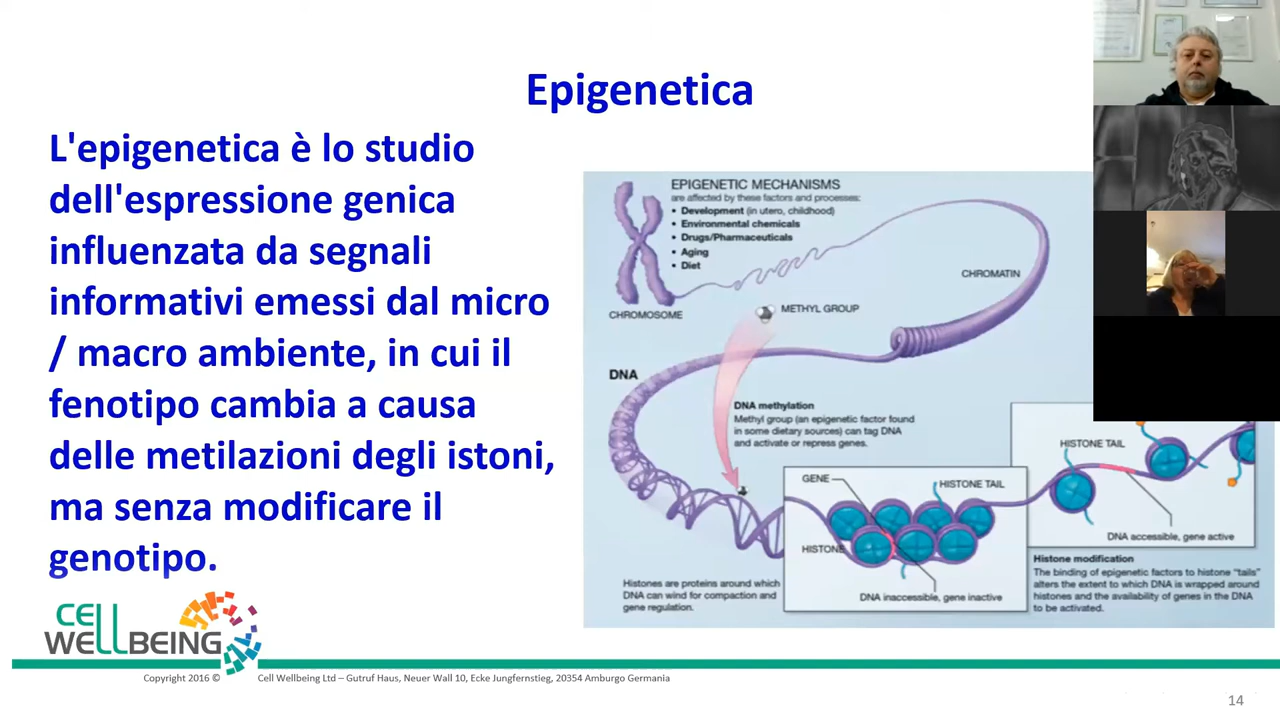 Epigenetica
L'epigenetica è lo studio
dell'espressione genica
influenzata da segnali
informativi emessi dal micro
/ macro ambiente, in cui il
fenotipo cambia a causa
delle metilazioni degli istoni,
ma senza modificare il
genotipo.
EPIGENETIC MECHANISMS
are affected by these factors and processes:
• Development (in utero, childhood)
• Environmental chemicals
• Drugs/Pharmaceuticals
• Aging
• Diet
CHROMOSOME
METHYL GROUP
CHROMATIN
DNA
DNA methylation
Methyl group (an epigenetic factor found
in some dietary sources) can tag DNA
and activate or repress genes.
GENE
HISTONE TAIL
HISTONE
DNA inaccessible, gene inactive
HISTONE TAIL
DNA accessible, gene active
Histones are proteins around which
DNA can wind for compaction and
gene regulation.
Histone modification
The binding of epigenetic factors to histone “tails”
alters the extent to which DNA is wrapped around
histones and the availability of genes in the DNA
to be activated.
CELL
WELLBEING
Copyright 2016 © Cell Wellbeing Ltd – Gutruf Haus, Neuer Wall 10, Ecke Jungfernstieg, 20354 Amburgo Germania
14